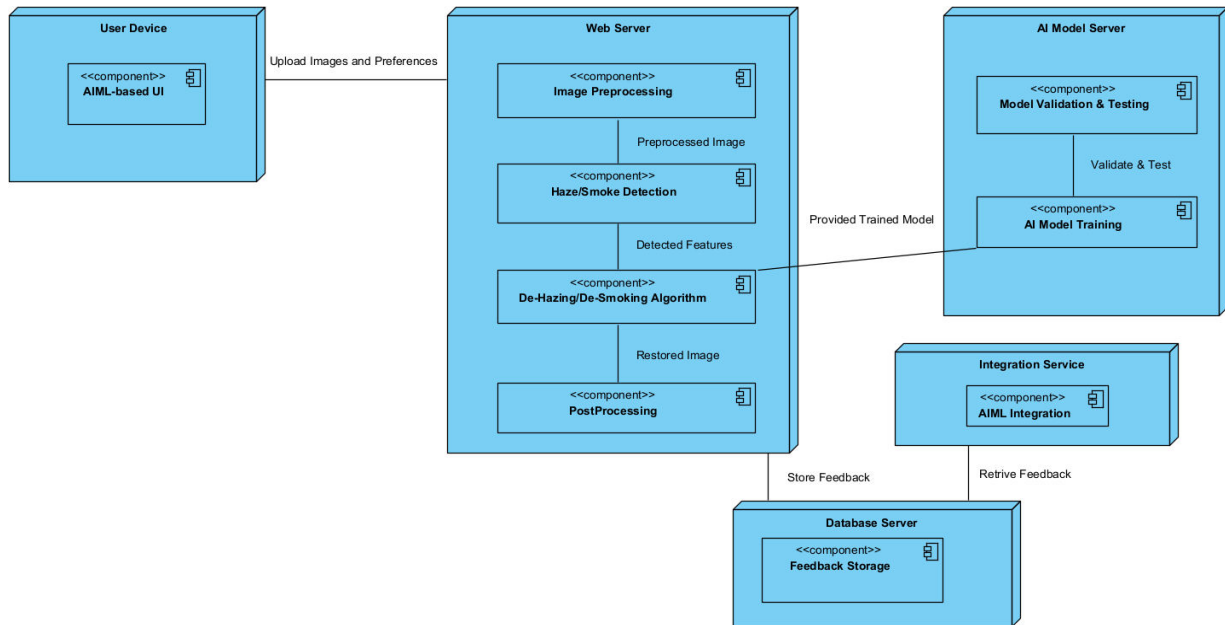 User Device
<<component>>
AIML-based UI
Upload Images and Preferences
Web Server
<<component>>
Image Preprocessing
Preprocessed Image
<<component>>
Haze/Smoke Detection
Detected Features
<<component>>
De-Hazing/De-Smoking Algorithm
Restored Image
<<component>>
PostProcessing
Provided Trained Model
AI Model Server
<<component>>
Model Validation & Testing
Validate & Test
<<component>>
AI Model Training
Integration Service
<<component>>
AIML Integration
Store Feedback
Retrive Feedback
Database Server
<<component>>
Feedback Storage